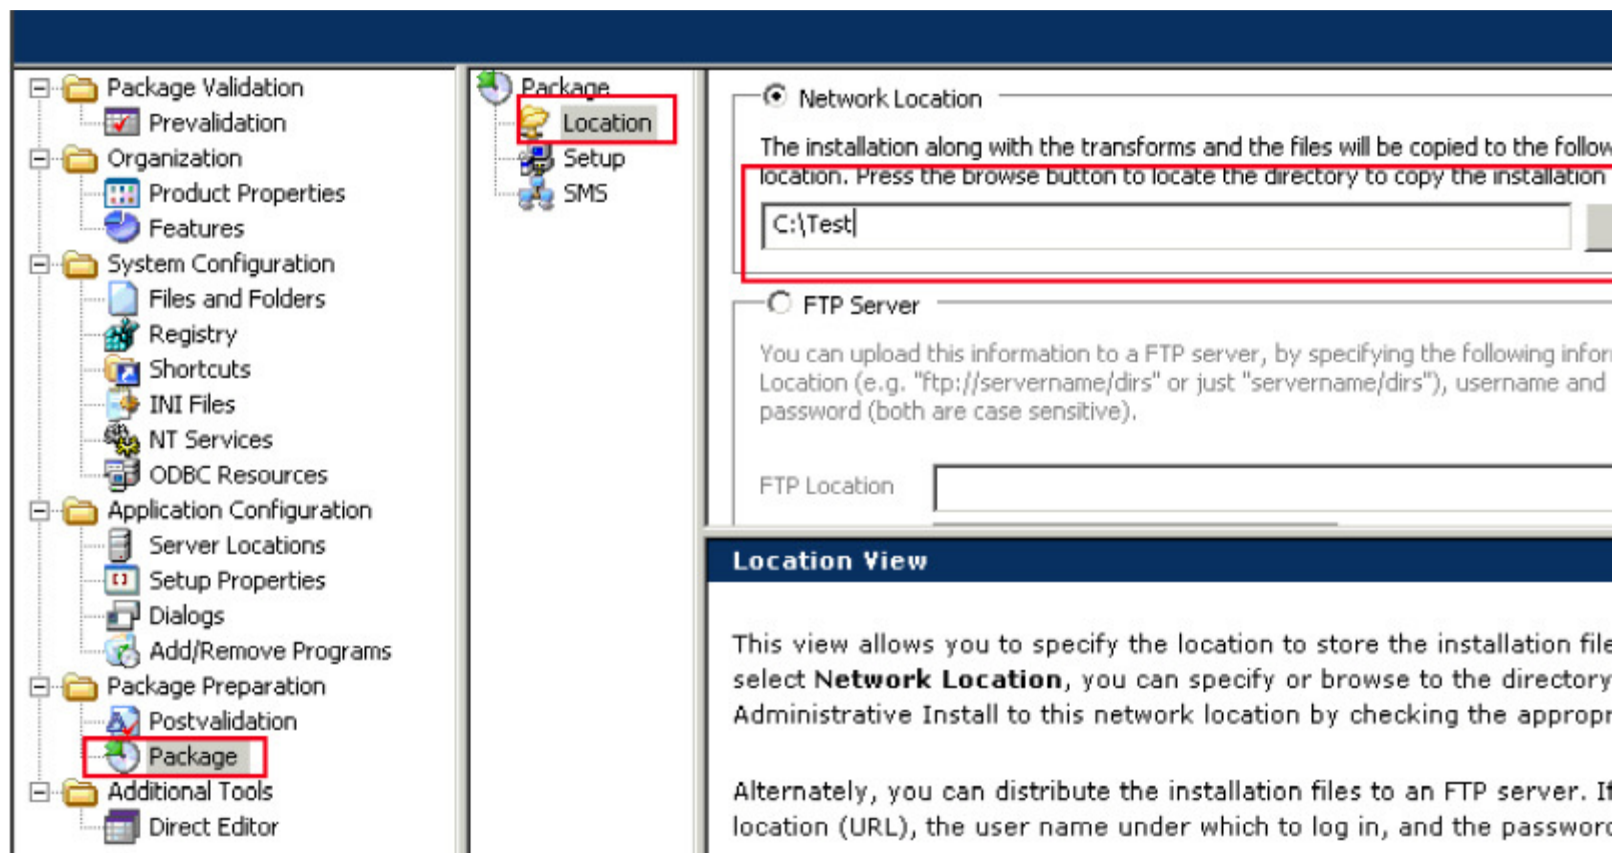 Package Validation
Prevalidation
Organization
Product Properties
Features
System Configuration
Files and Folders
Registry
Shortcuts
INI Files
NT Services
ODBC Resources
Application Configuration
Server Locations
Setup Properties
Dialogs
Add/Remove Programs
Package Preparation
Postvalidation
Package
Additional Tools
Direct Editor
Package
Location
Setup
SMS
Network Location
The installation along with the transforms and the files will be copied to the follow
location. Press the browse button to locate the directory to copy the installation
C:\Test
FTP Server
You can upload this information to a FTP server, by specifying the following infor
Location (e.g. "ftp://servername/dirs" or just "servername/dirs"), username and
password (both are case sensitive).
FTP Location
Location View
This view allows you to specify the location to store the installation file
select Network Location, you can specify or browse to the directory
Administrative Install to this network location by checking the appropr
Alternately, you can distribute the installation files to an FTP server. If
location (URL), the user name under which to log in, and the password